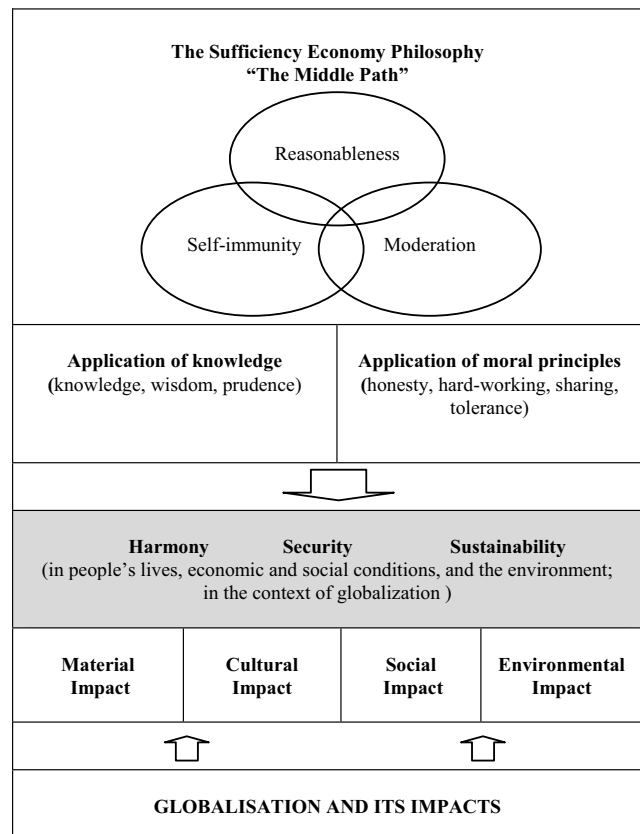 The Sufficiency Economy Philosophy
“The Middle Path”
Reasonableness
Self-immunity
Moderation
Application of knowledge
(knowledge, wisdom, prudence)
Application of moral principles
(honesty, hard-working, sharing,
tolerance)
Harmony Security Sustainability
(in people’s lives, economic and social conditions, and the environment;
in the context of globalization )
Material
Impact
Cultural
Impact
Social
Impact
Environmental
Impact
GLOBALISATION AND ITS IMPACTS